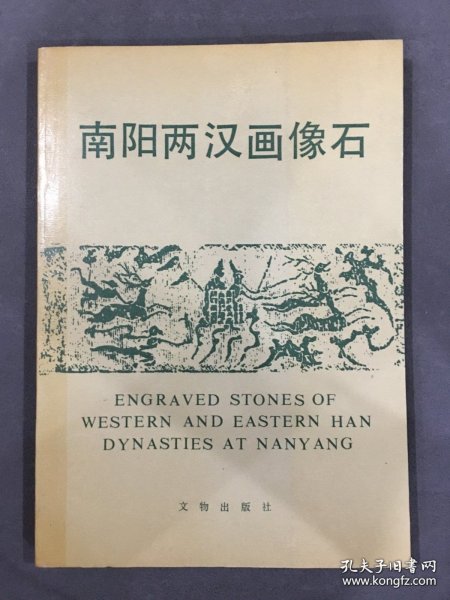 南阳两汉画像石
ENGRAVED STONES OF
WESTERN AND EASTERN HAN
DYNASTIES AT NANYANG
文物出版社
孔夫子旧书网
www.kongfz.com